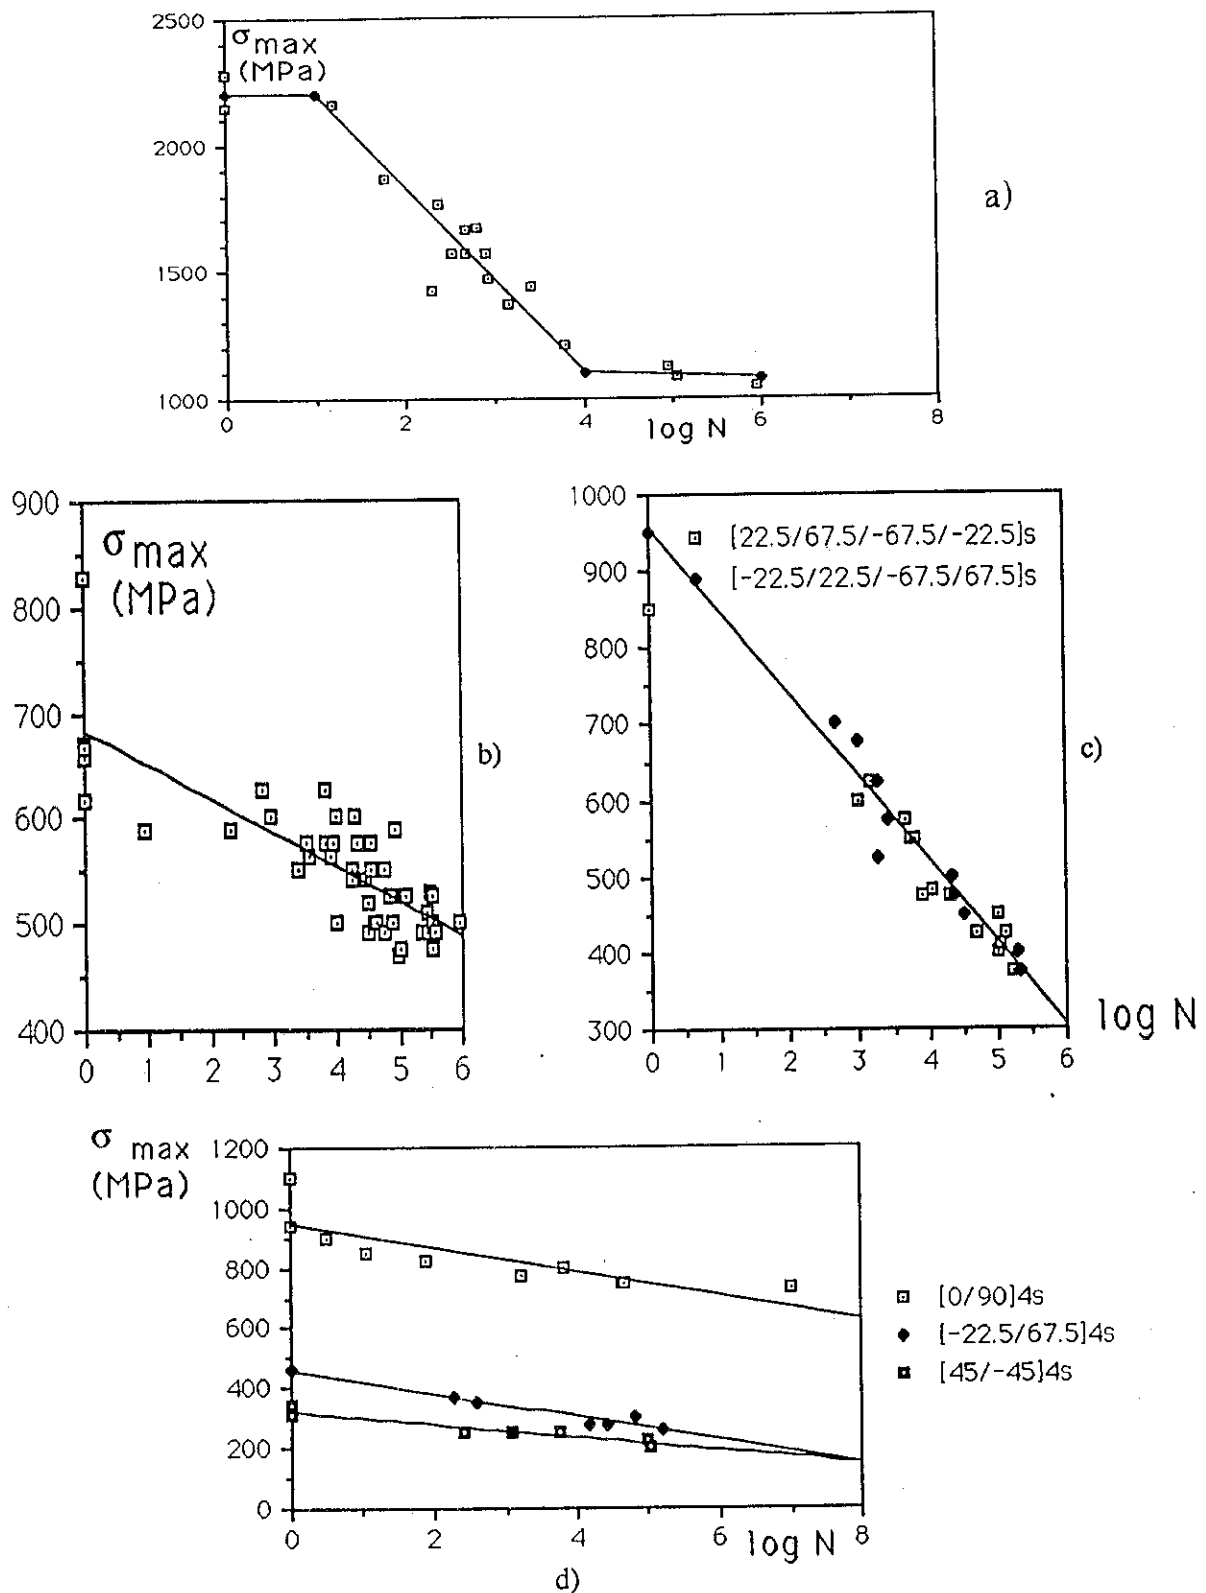 2500
σmax
(MPa)
2000
1500
1000
0
2
4
6
8
log N
a)
900
800
700
600
500
400
σmax
(MPa)
0
1
2
3
4
5
6
b)
1000
900
800
700
600
500
400
300
[22.5/67.5/-67.5/-22.5]s
[-22.5/22.5/-67.5/67.5]s
0
1
2
3
4
5
6
log N
c)
σ max
(MPa)
1200
1000
800
600
400
200
0
0
2
4
6
8
log N
[0/90]4s
[-22.5/67.5]4s
[45/-45]4s
d)